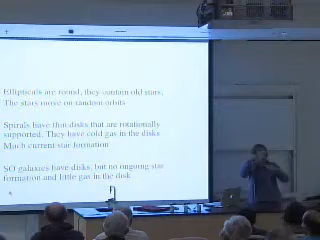 Ellipticals are round, they contain old stars,
The stars move on random orbits
Spirals have thin disks that are rotationally
supported. They have cold gas in the disks
Much current star formation
SO galaxies have disks, but no ongoing star
formation and little gas in the disk